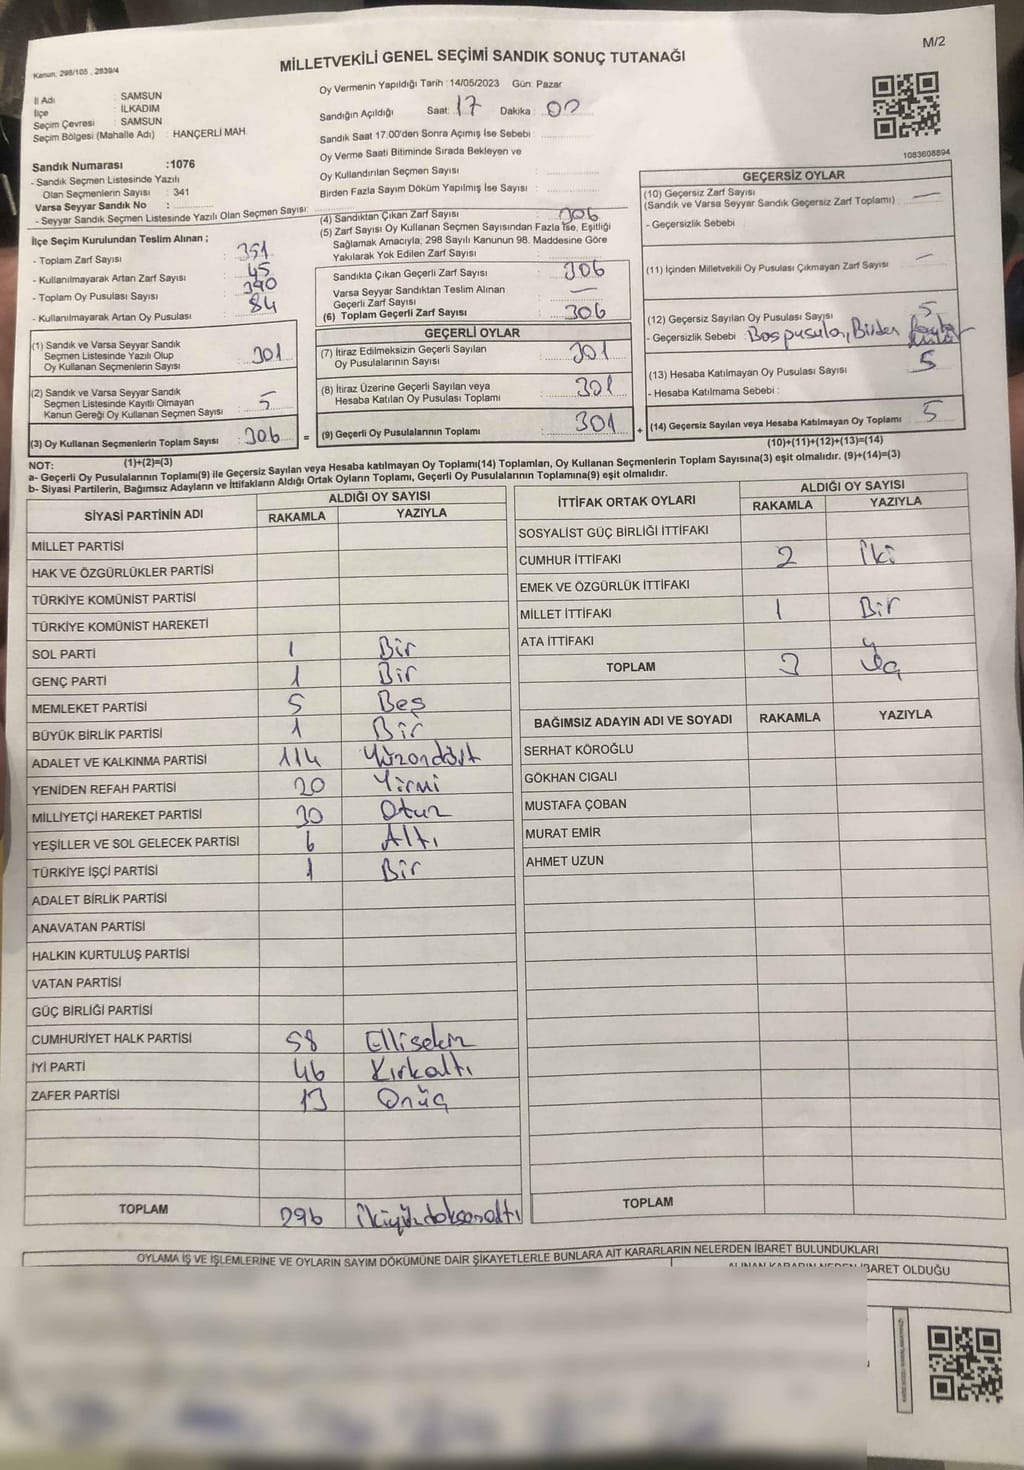 M/2
Kanun, 298/105 , 2839/4
MİLLETVEKİLİ GENEL SEÇİMİ SANDIK SONUÇ TUTANAĞI
İl Adı : SAMSUN
İlçe : İLKADIM
Seçim Çevresi : SAMSUN
Seçim Bölgesi (Mahalle Adı) : HANÇERLİ MAH.
Sandık Numarası :1076
- Sandık Seçmen Listesinde Yazılı
Olan Seçmenlerin Sayısı : 341
Varsa Seyyar Sandık No :
- Seyyar Sandık Seçmen Listesinde Yazılı Olan Seçmen Sayısı:
İlçe Seçim Kurulundan Teslim Alınan ;
- Toplam Zarf Sayısı : 351
- Kullanılmayarak Artan Zarf Sayısı : 45
- Toplam Oy Pusulası Sayısı : 390
- Kullanılmayarak Artan Oy Pusulası : 84
(1) Sandık ve Varsa Seyyar Sandık
Seçmen Listesinde Yazılı Olup
Oy Kullanan Seçmenlerin Sayısı : 301
(2) Sandık ve Varsa Seyyar Sandık
Seçmen Listesinde Kayıtlı Olmayan
Kanun Gereği Oy Kullanan Seçmen Sayısı : 5
(3) Oy Kullanan Seçmenlerin Toplam Sayısı : 306
(1)+(2)=(3)
Oy Vermenin Yapıldığı Tarih :14/05/2023 Gün: Pazar
Sandığın Açıldığı Saat: 17 Dakika : 00
Sandık Saat 17:00'den Sonra Açımış İse Sebebi :
Oy Verme Saati Bitiminde Sırada Bekleyen ve
Oy Kullandırılan Seçmen Sayısı :
Birden Fazla Sayım Döküm Yapılmış İse Sayısı :
(4) Sandıktan Çıkan Zarf Sayısı : 306
(5) Zarf Sayısı Oy Kullanan Seçmen Sayısından Fazla İse, Eşitliği
Sağlamak Amacıyla, 298 Sayılı Kanunun 98. Maddesine Göre
Yakılarak Yok Edilen Zarf Sayısı :
Sandıkta Çıkan Geçerli Zarf Sayısı : 306
Varsa Seyyar Sandıktan Teslim Alınan
Geçerli Zarf Sayısı : —
(6) Toplam Geçerli Zarf Sayısı : 306
GEÇERLİ OYLAR
(7) İtiraz Edilmeksizin Geçerli Sayılan
Oy Pusulalarının Sayısı : 301
(8) İtiraz Üzerine Geçerli Sayılan veya
Hesaba Katılan Oy Pusulası Toplamı : 301
= (9) Geçerli Oy Pusulalarının Toplamı : 301 +
1083608894
GEÇERSİZ OYLAR
(10) Geçersiz Zarf Sayısı
(Sandık ve Varsa Seyyar Sandık Geçersiz Zarf Toplamı) : —
- Geçersizlik Sebebi :
(11) İçinden Milletvekili Oy Pusulası Çıkmayan Zarf Sayısı : —
(12) Geçersiz Sayılan Oy Pusulası Sayısı : 5
- Geçersizlik Sebebi : Boş pusula, Birden fazla
(13) Hesaba Katılmayan Oy Pusulası Sayısı : 5
- Hesaba Katılmama Sebebi :
(14) Geçersiz Sayılan veya Hesaba Katılmayan Oy Toplamı : 5
(10)+(11)+(12)+(13)=(14)
NOT:
a- Geçerli Oy Pusulalarının Toplamı(9) ile Geçersiz Sayılan veya Hesaba katılmayan Oy Toplamı(14) Toplamları, Oy Kullanan Seçmenlerin Toplam Sayısına(3) eşit olmalıdır. (9)+(14)=(3)
b- Siyasi Partilerin, Bağımsız Adayların ve İttifakların Aldığı Ortak Oyların Toplamı, Geçerli Oy Pusulalarının Toplamına(9) eşit olmalıdır.
SİYASİ PARTİNİN ADI ALDIĞI OY SAYISI
RAKAMLA YAZIYLA
MİLLET PARTİSİ
HAK VE ÖZGÜRLÜKLER PARTİSİ
TÜRKİYE KOMÜNİST PARTİSİ
TÜRKİYE KOMÜNİST HAREKETİ
SOL PARTİ 1 Bir
GENÇ PARTİ 1 Bir
MEMLEKET PARTİSİ 5 Beş
BÜYÜK BİRLİK PARTİSİ 1 Bir
ADALET VE KALKINMA PARTİSİ 114 Yüzondört
YENİDEN REFAH PARTİSİ 20 Yirmi
MİLLİYETÇİ HAREKET PARTİSİ 30 Otuz
YEŞİLLER VE SOL GELECEK PARTİSİ 6 Altı
TÜRKİYE İŞÇİ PARTİSİ 1 Bir
ADALET BİRLİK PARTİSİ
ANAVATAN PARTİSİ
HALKIN KURTULUŞ PARTİSİ
VATAN PARTİSİ
GÜÇ BİRLİĞİ PARTİSİ
CUMHURİYET HALK PARTİSİ 58 Ellisekiz
İYİ PARTİ 46 Kırkaltı
ZAFER PARTİSİ 13 Onüç
TOPLAM 296 İkiyüzdoksanaltı
İTTİFAK ORTAK OYLARI ALDIĞI OY SAYISI
RAKAMLA YAZIYLA
SOSYALİST GÜÇ BİRLİĞİ İTTİFAKI
CUMHUR İTTİFAKI 2 İki
EMEK VE ÖZGÜRLÜK İTTİFAKI
MİLLET İTTİFAKI 1 Bir
ATA İTTİFAKI
TOPLAM 3 Üç
BAĞIMSIZ ADAYIN ADI VE SOYADI RAKAMLA YAZIYLA
SERHAT KÖROĞLU
GÖKHAN CIGALI
MUSTAFA ÇOBAN
MURAT EMİR
AHMET UZUN
TOPLAM
OYLAMA İŞ VE İŞLEMLERİNE VE OYLARIN SAYIM DÖKÜMÜNE DAİR ŞİKAYETLERLE BUNLARA AİT KARARLARIN NELERDEN İBARET BULUNDUKLARI
ALINAN KARARIN NEDEN İBARET OLDUĞU